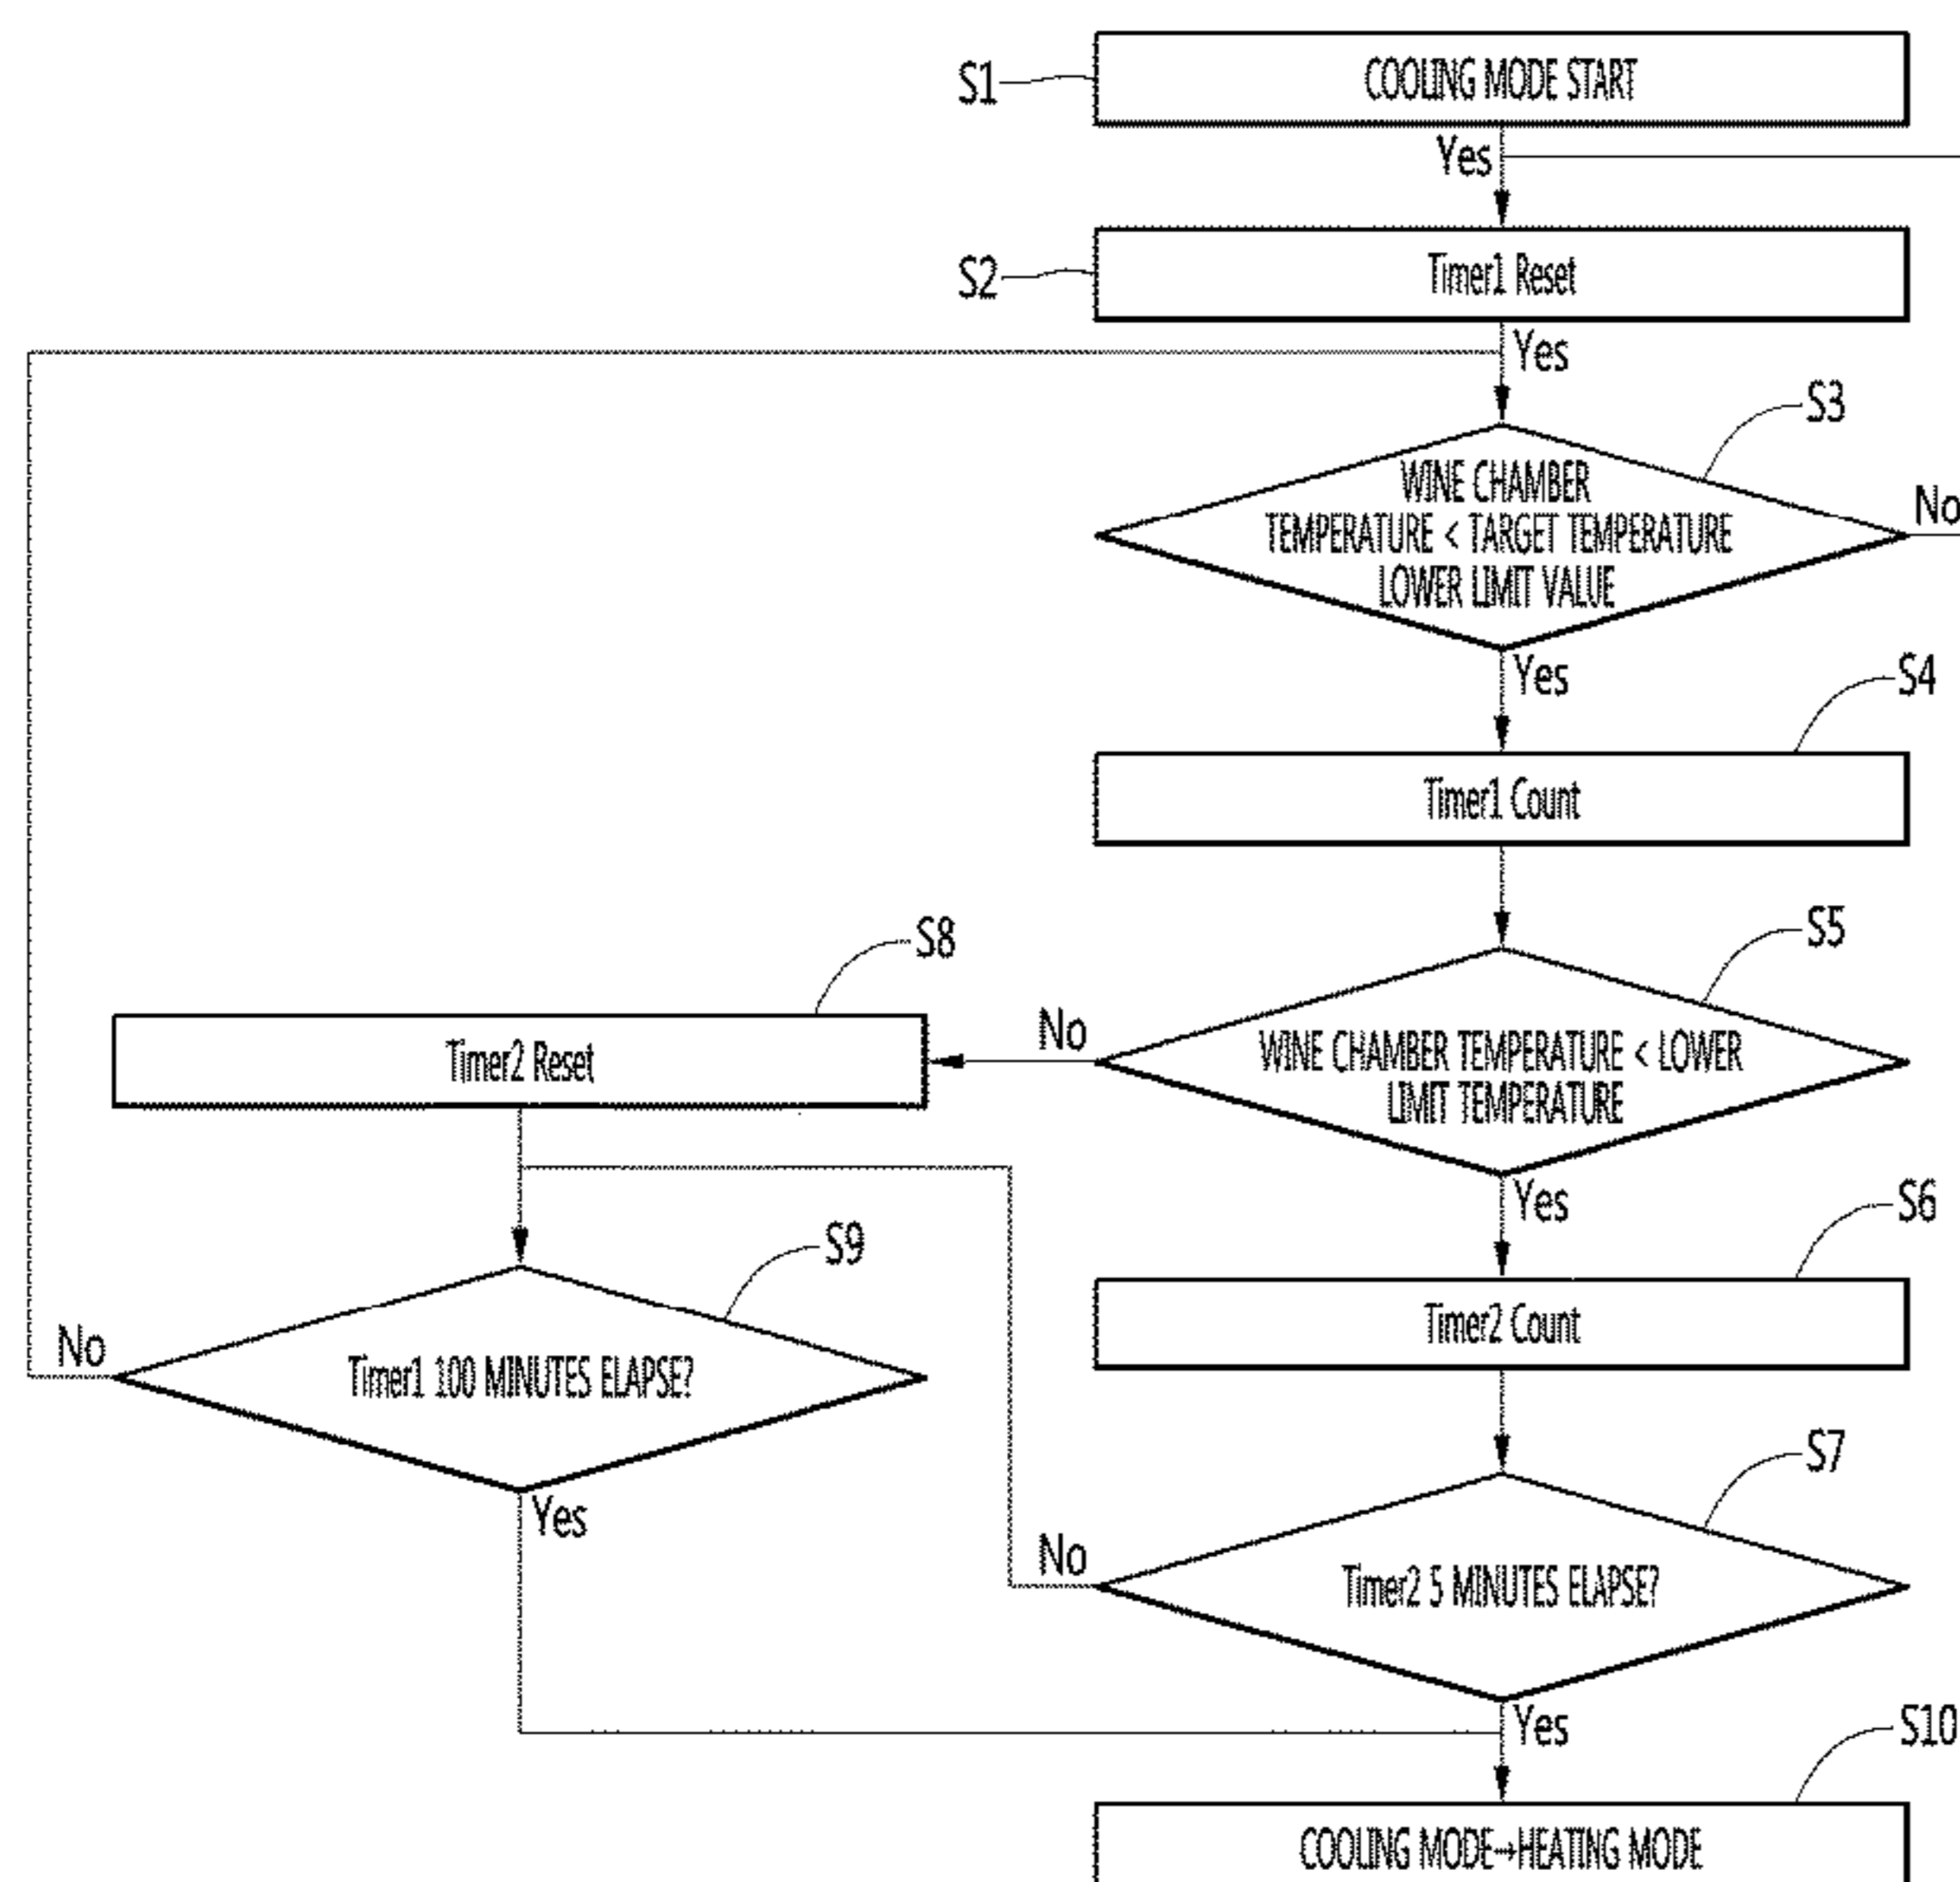 S1
COOLING MODE START
Yes
S2
Timer1 Reset
Yes
S3
WINE CHAMBER
TEMPERATURE < TARGET TEMPERATURE
LOWER LIMIT VALUE
No
Yes
S4
Timer1 Count
S5
WINE CHAMBER TEMPERATURE < LOWER
LIMIT TEMPERATURE
No
S8
Timer2 Reset
Yes
S6
Timer2 Count
S9
Timer1 100 MINUTES ELAPSE?
No
Yes
S7
Timer2 5 MINUTES ELAPSE?
No
Yes
S10
COOLING MODE→HEATING MODE